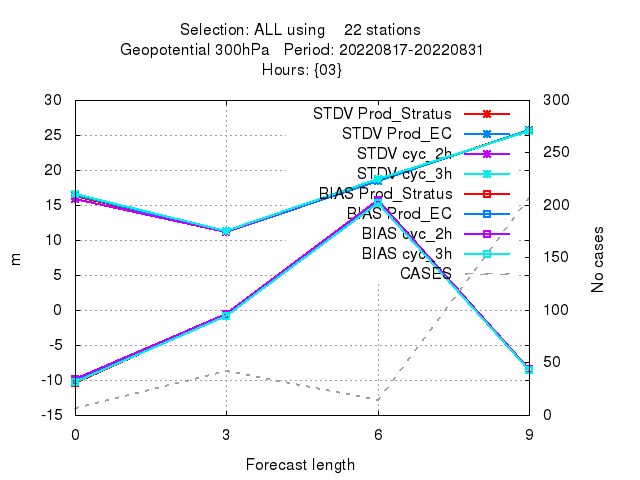 Selection: ALL using    22 stations
Geopotential 300hPa   Period: 20220817-20220831
Hours: {03}
30
25
20
15
10
5
0
-5
-10
-15
m
STDV Prod_Stratus
STDV Prod_EC
STDV cyc_2h
STDV cyc_3h
BIAS Prod_Stratus
BIAS Prod_EC
BIAS cyc_2h
BIAS cyc_3h
CASES
300
250
200
150
100
50
0
No cases
0 3 6 9
Forecast length